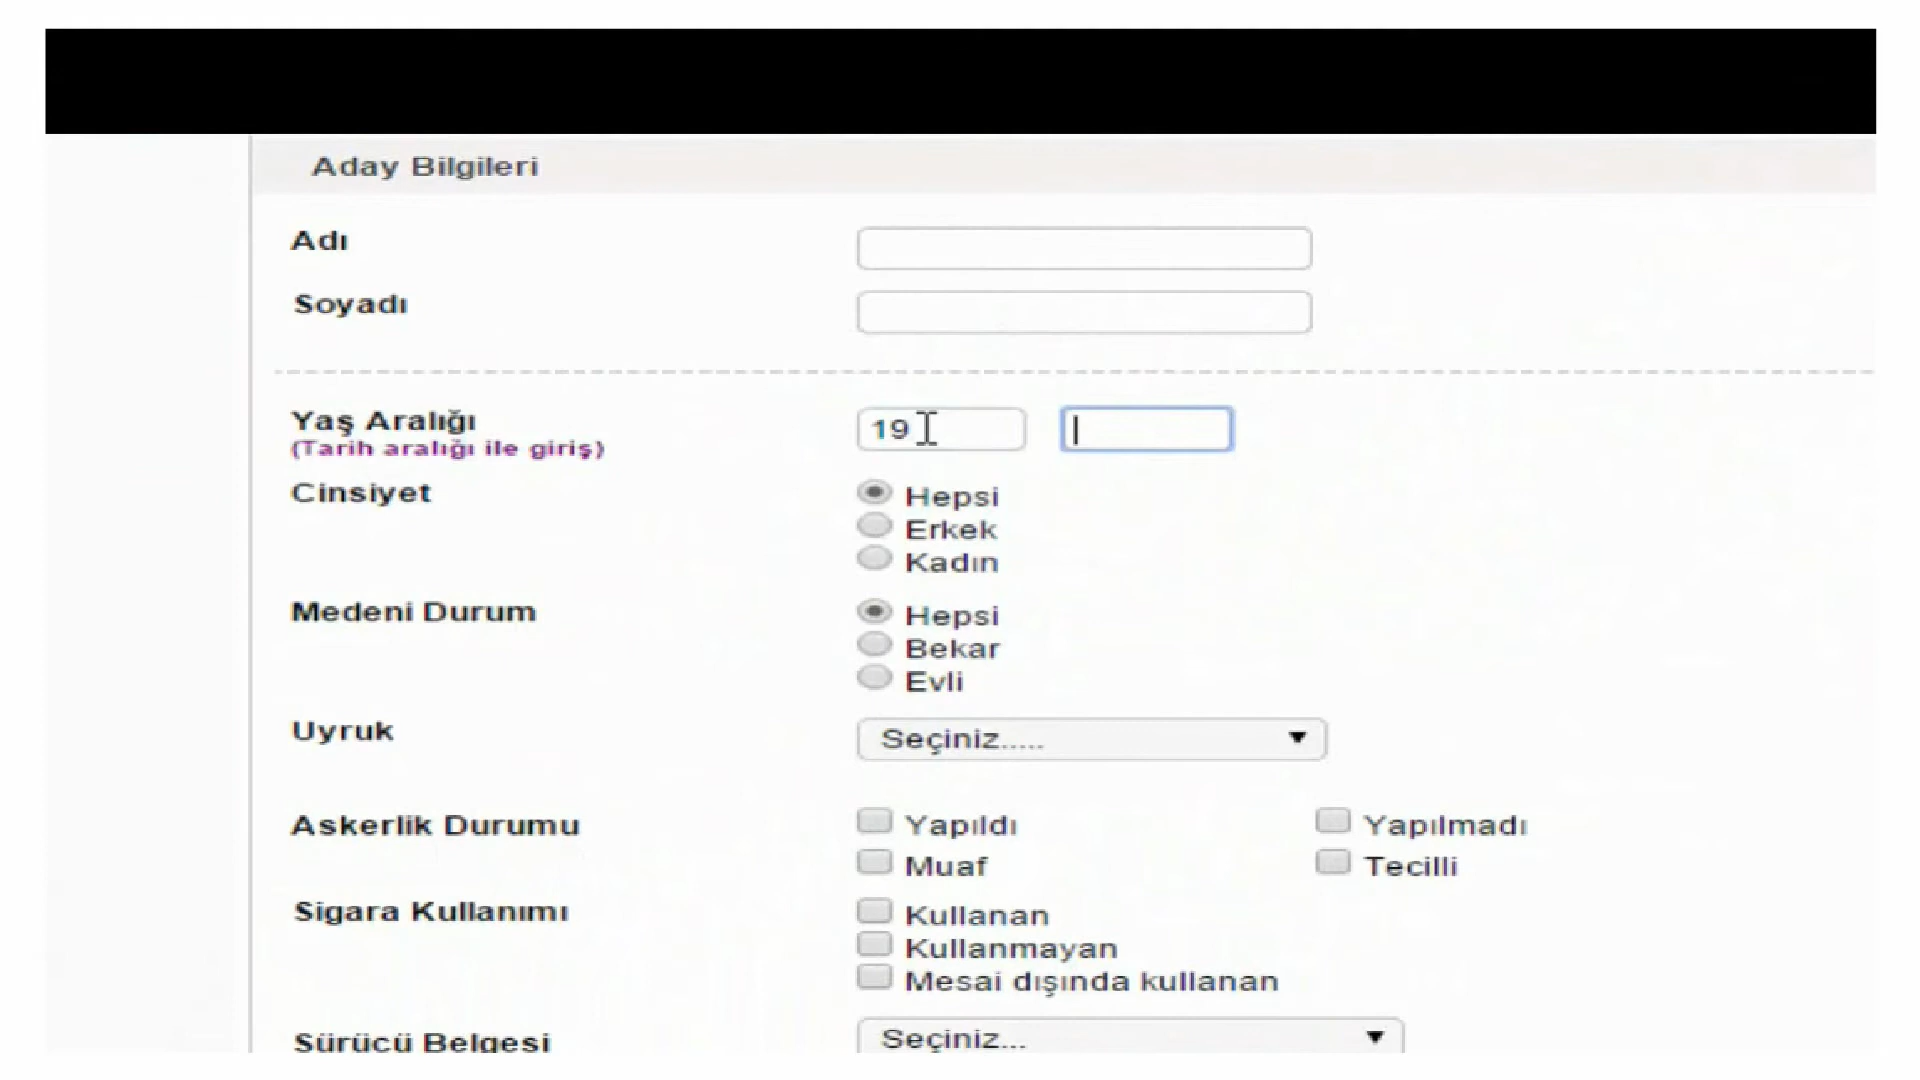 Aday Bilgileri
Adı
Soyadı
Yaş Aralığı 19
(Tarih aralığı ile giriş)
Cinsiyet Hepsi
Erkek
Kadın
Medeni Durum Hepsi
Bekar
Evli
Uyruk Seçiniz.....
Askerlik Durumu Yapıldı Yapılmadı
Muaf Tecilli
Sigara Kullanımı Kullanan
Kullanmayan
Mesai dışında kullanan
Sürücü Belgesi Seçiniz...